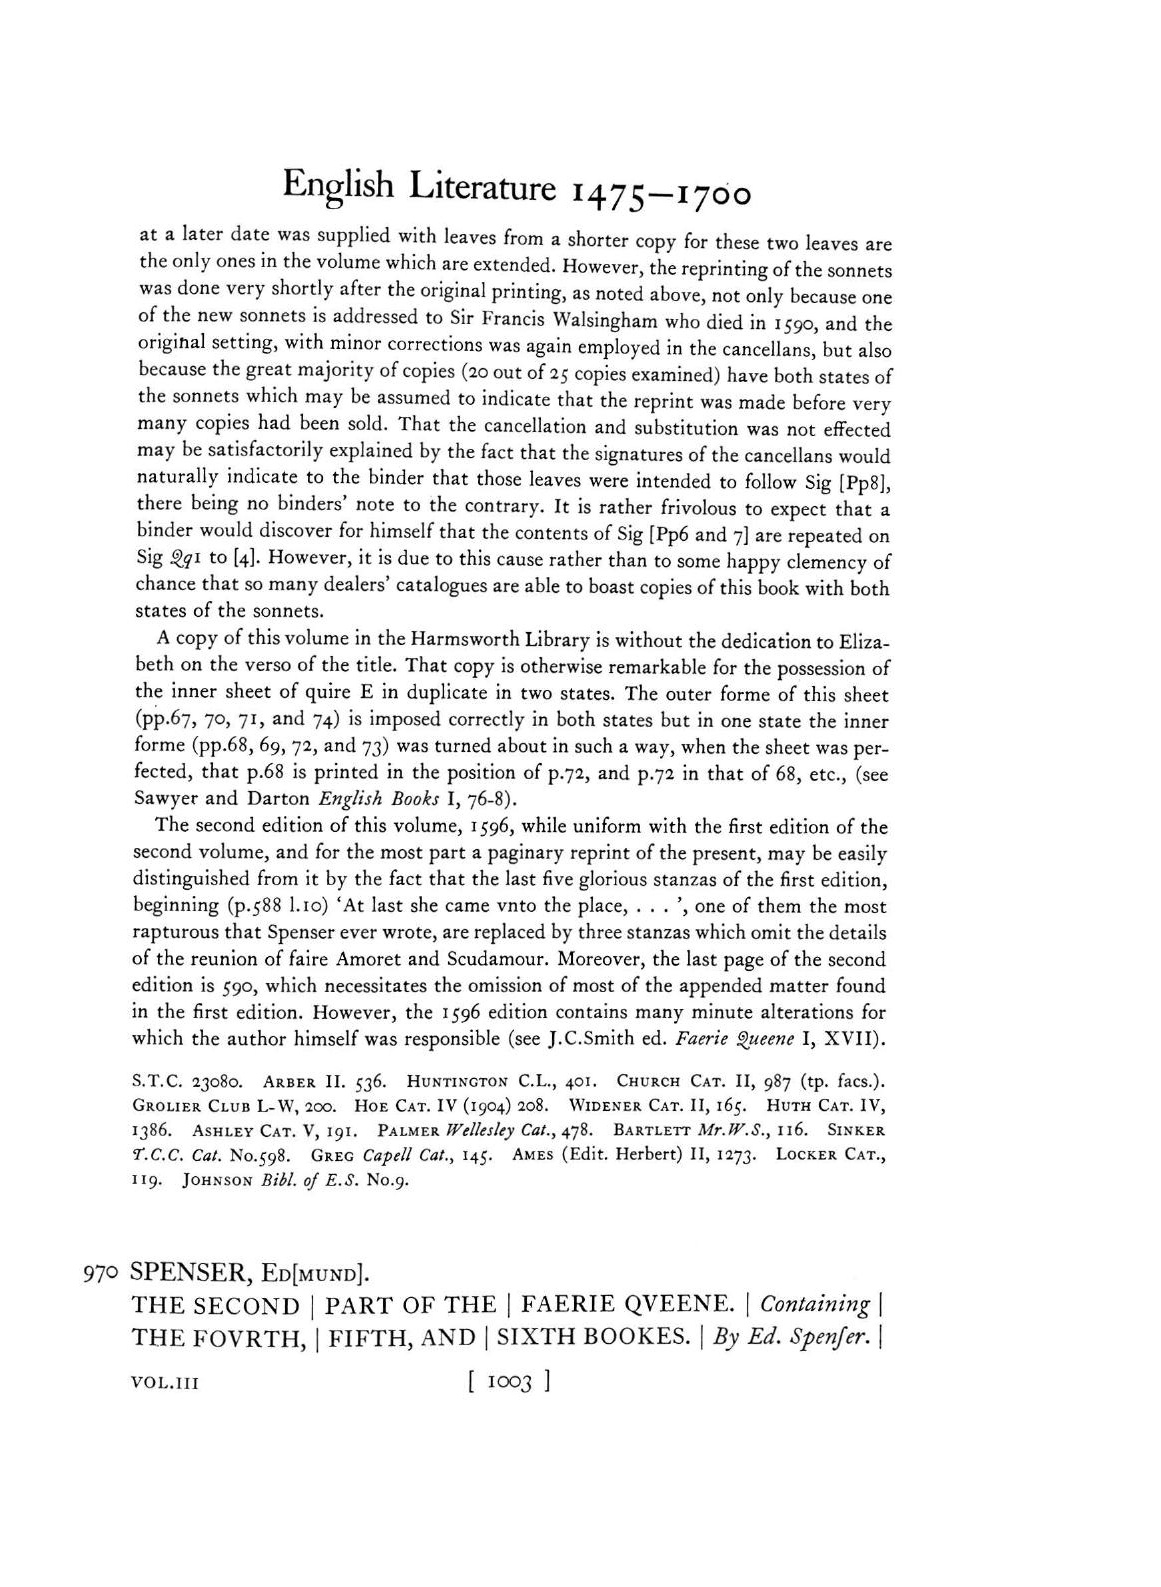 English Literature 1475–1700
at a later date was supplied with leaves from a shorter copy for these two leaves are
the only ones in the volume which are extended. However, the reprinting of the sonnets
was done very shortly after the original printing, as noted above, not only because one
of the new sonnets is addressed to Sir Francis Walsingham who died in 1590, and the
original setting, with minor corrections was again employed in the cancellans, but also
because the great majority of copies (20 out of 25 copies examined) have both states of
the sonnets which may be assumed to indicate that the reprint was made before very
many copies had been sold. That the cancellation and substitution was not effected
may be satisfactorily explained by the fact that the signatures of the cancellans would
naturally indicate to the binder that those leaves were intended to follow Sig [Pp8],
there being no binders' note to the contrary. It is rather frivolous to expect that a
binder would discover for himself that the contents of Sig [Pp6 and 7] are repeated on
Sig Qq1 to [4]. However, it is due to this cause rather than to some happy clemency of
chance that so many dealers' catalogues are able to boast copies of this book with both
states of the sonnets.
A copy of this volume in the Harmsworth Library is without the dedication to Eliza-
beth on the verso of the title. That copy is otherwise remarkable for the possession of
the inner sheet of quire E in duplicate in two states. The outer forme of this sheet
(pp.67, 70, 71, and 74) is imposed correctly in both states but in one state the inner
forme (pp.68, 69, 72, and 73) was turned about in such a way, when the sheet was per-
fected, that p.68 is printed in the position of p.72, and p.72 in that of 68, etc., (see
Sawyer and Darton English Books I, 76-8).
The second edition of this volume, 1596, while uniform with the first edition of the
second volume, and for the most part a paginary reprint of the present, may be easily
distinguished from it by the fact that the last five glorious stanzas of the first edition,
beginning (p.588 l.10) 'At last she came vnto the place, . . . ', one of them the most
rapturous that Spenser ever wrote, are replaced by three stanzas which omit the details
of the reunion of faire Amoret and Scudamour. Moreover, the last page of the second
edition is 590, which necessitates the omission of most of the appended matter found
in the first edition. However, the 1596 edition contains many minute alterations for
which the author himself was responsible (see J.C.Smith ed. Faerie Queene I, XVII).
S.T.C. 23080. ARBER II. 536. HUNTINGTON C.L., 401. CHURCH CAT. II, 987 (tp. facs.).
GROLIER CLUB L-W, 200. HOE CAT. IV (1904) 208. WIDENER CAT. II, 165. HUTH CAT. IV,
1386. ASHLEY CAT. V, 191. PALMER Wellesley Cat., 478. BARTLETT Mr.W.S., 116. SINKER
T.C.C. Cat. No.598. GREG Capell Cat., 145. AMES (Edit. Herbert) II, 1273. LOCKER CAT.,
119. JOHNSON Bibl. of E.S. No.9.
970 SPENSER, ED[MUND].
THE SECOND | PART OF THE | FAERIE QVEENE. | Containing |
THE FOVRTH, | FIFTH, AND | SIXTH BOOKES. | By Ed. Spenſer. |
VOL.III [ 1003 ]